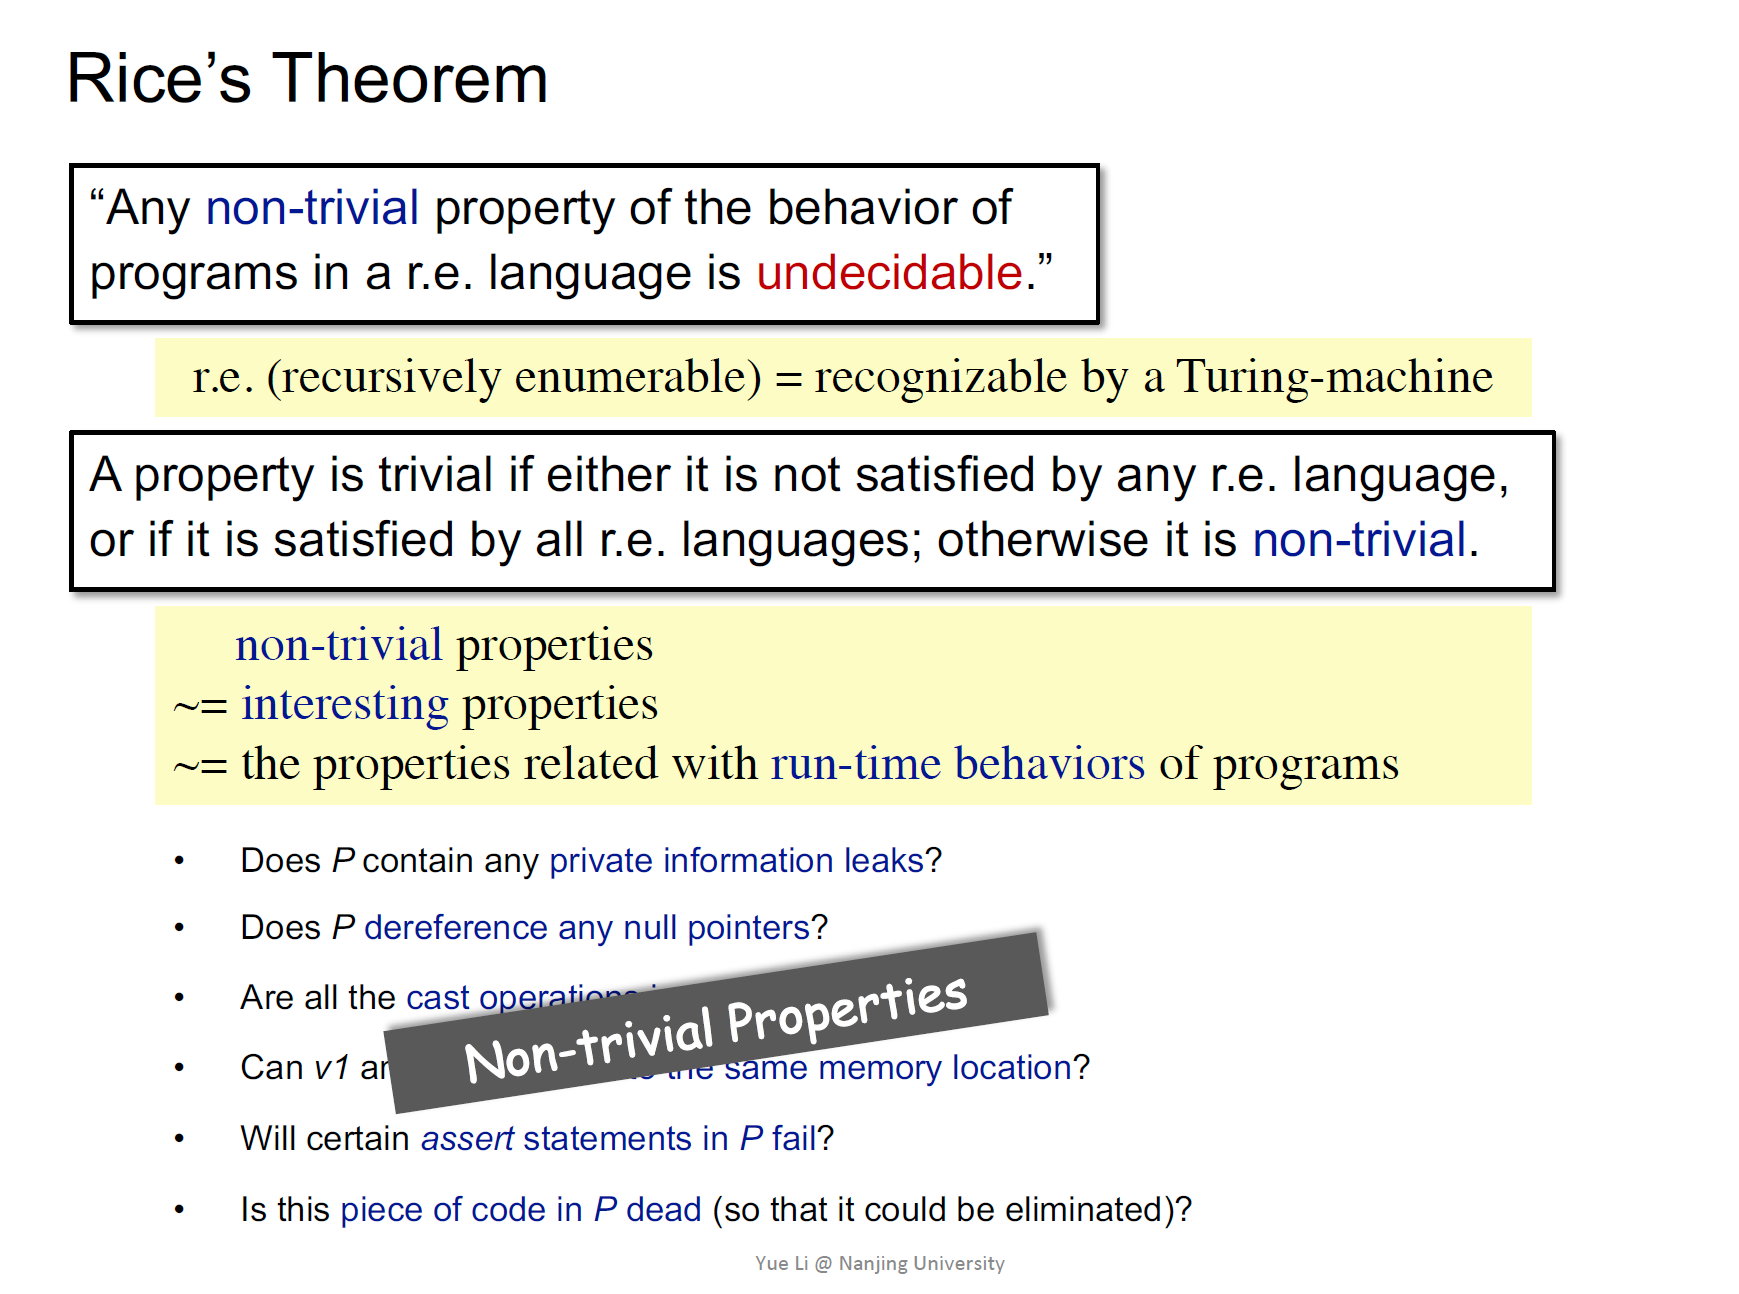 Rice’s Theorem
“Any non-trivial property of the behavior of
programs in a r.e. language is undecidable.”
r.e. (recursively enumerable) = recognizable by a Turing-machine
A property is trivial if either it is not satisfied by any r.e. language,
or if it is satisfied by all r.e. languages; otherwise it is non-trivial.
non-trivial properties
~= interesting properties
~= the properties related with run-time behaviors of programs
• Does P contain any private information leaks?
• Does P dereference any null pointers?
• Are all the cast operations
Non-trivial Properties
• Can v1 the same memory location?
• Will certain assert statements in P fail?
• Is this piece of code in P dead (so that it could be eliminated)?
Yue Li @ Nanjing University